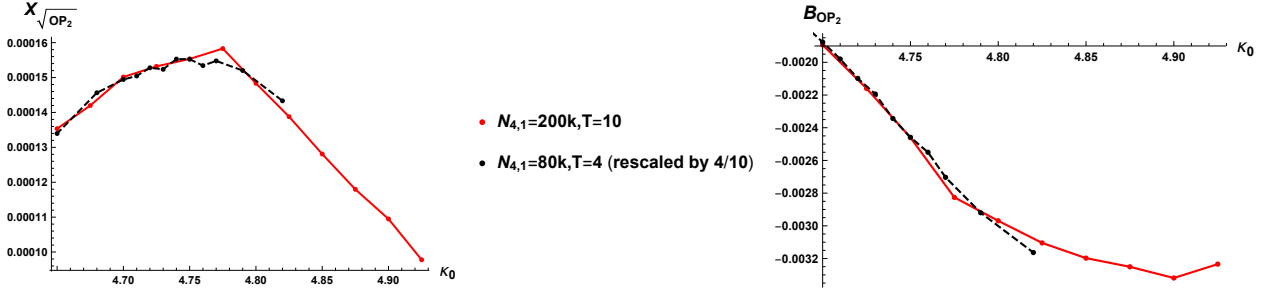 X√OP₂
0.00016
0.00015
0.00014
0.00013
0.00012
0.00011
0.00010
4.70 4.75 4.80 4.85 4.90
κ₀
N₄,₁=200k,T=10
N₄,₁=80k,T=4 (rescaled by 4/10)
B_OP₂
4.75 4.80 4.85 4.90
κ₀
−0.0020
−0.0022
−0.0024
−0.0026
−0.0028
−0.0030
−0.0032